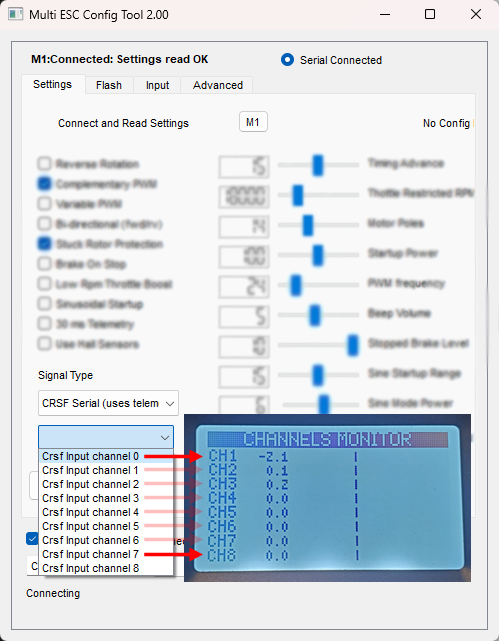 Multi ESC Config Tool 2.00
M1:Connected: Settings read OK
Serial Connected
Settings
Flash
Input
Advanced
Connect and Read Settings
M1
No Config
Reverse Rotation
Complementary PWM
Variable PWM
Bi-directional (fwd/rv)
Stuck Rotor Protection
Brake On Stop
Low Rpm Throttle Boost
Sinusoidal Startup
30 ms Telemetry
Use Hall Sensors
15 Timing Advance
10000 Thottle Restricted RPM
14 Motor Poles
100 Startup Power
24 PWM frequency
5 Beep Volume
Stopped Brake Level
15 Sine Startup Range
Sine Mode Power
Signal Type
CRSF Serial (uses telem
Crsf Input channel 0
Crsf Input channel 1
Crsf Input channel 2
Crsf Input channel 3
Crsf Input channel 4
Crsf Input channel 5
Crsf Input channel 6
Crsf Input channel 7
Crsf Input channel 8
CHANNELS MONITOR
CH1 -2.1
CH2 0.1
CH3 0.2
CH4 0.0
CH5 0.0
CH6 0.0
CH7 0.0
CH8 0.0
Connecting